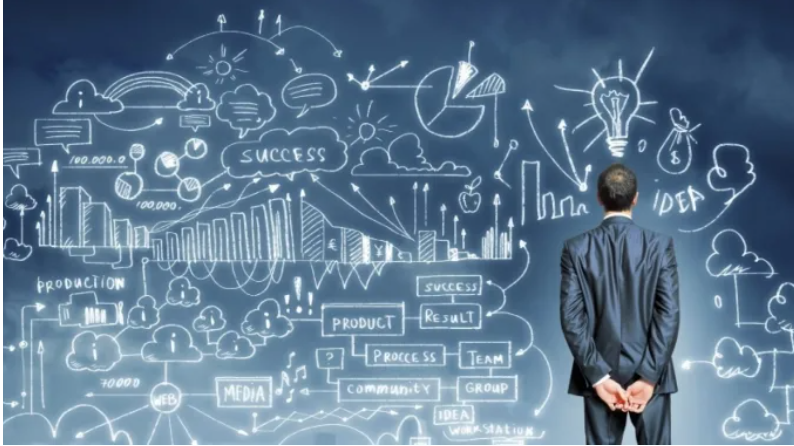 SUCCESS
100.000.0
100,000.
$
IDEA
€
¥
PRODUCTION
SUCCESS
!!!
PRODUCT
RESULT
PROCCESS
TEAM
?
70000
WEB
MEDIA
COMMUNITY
GROUP
IDEA
WORKSTATION